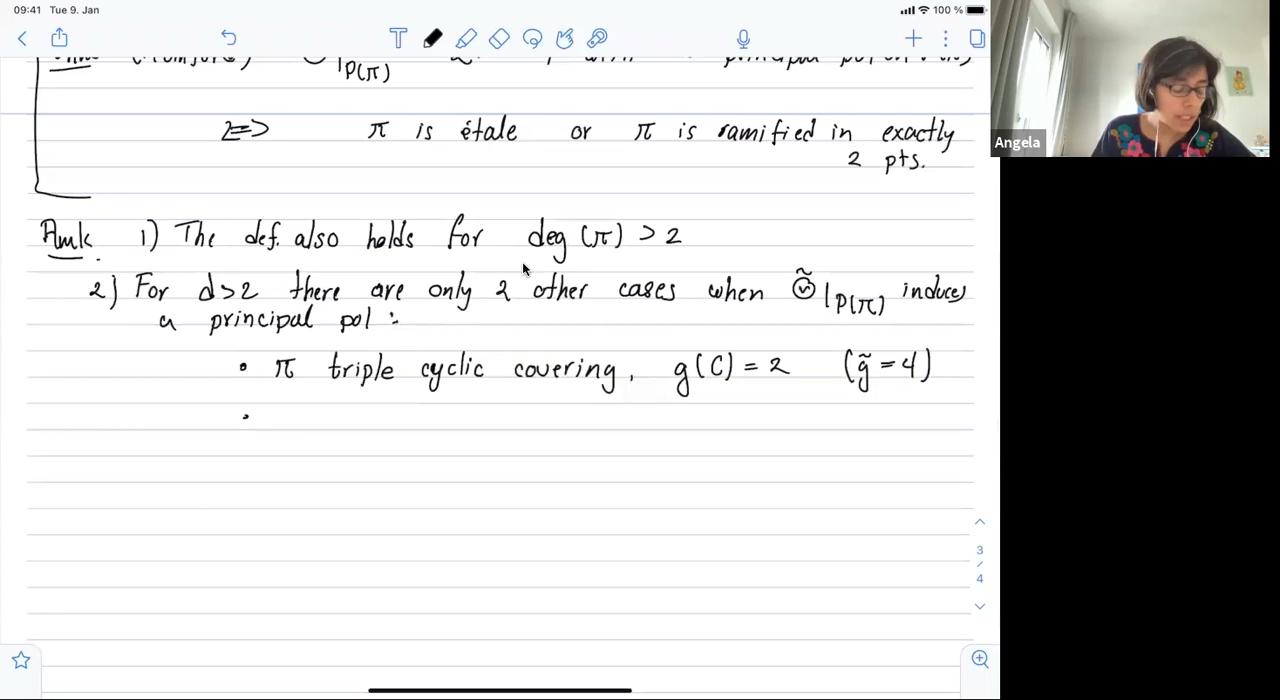 09:41 Tue 9. Jan
100 %
|P(π) principal
⟺ π is étale or π is ramified in exactly
2 pts.
Rmk. 1) The def. also holds for deg (π) > 2
2) For d>2 there are only 2 other cases when Θ̃|P(π) induces
a principal pol :
• π triple cyclic covering, g(C) = 2 (g̃ = 4)
•
Angela
3
/
4